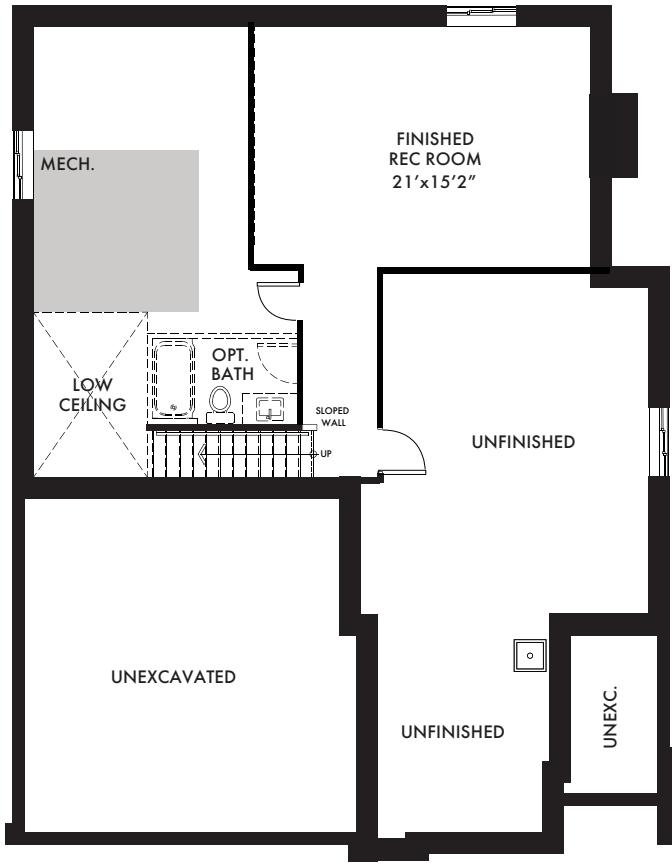 FINISHED
REC ROOM
21'x15'2"
MECH.
OPT.
BATH
LOW
CEILING
SLOPED
WALL
UP
UNFINISHED
UNEXCAVATED
UNFINISHED
UNEXC.